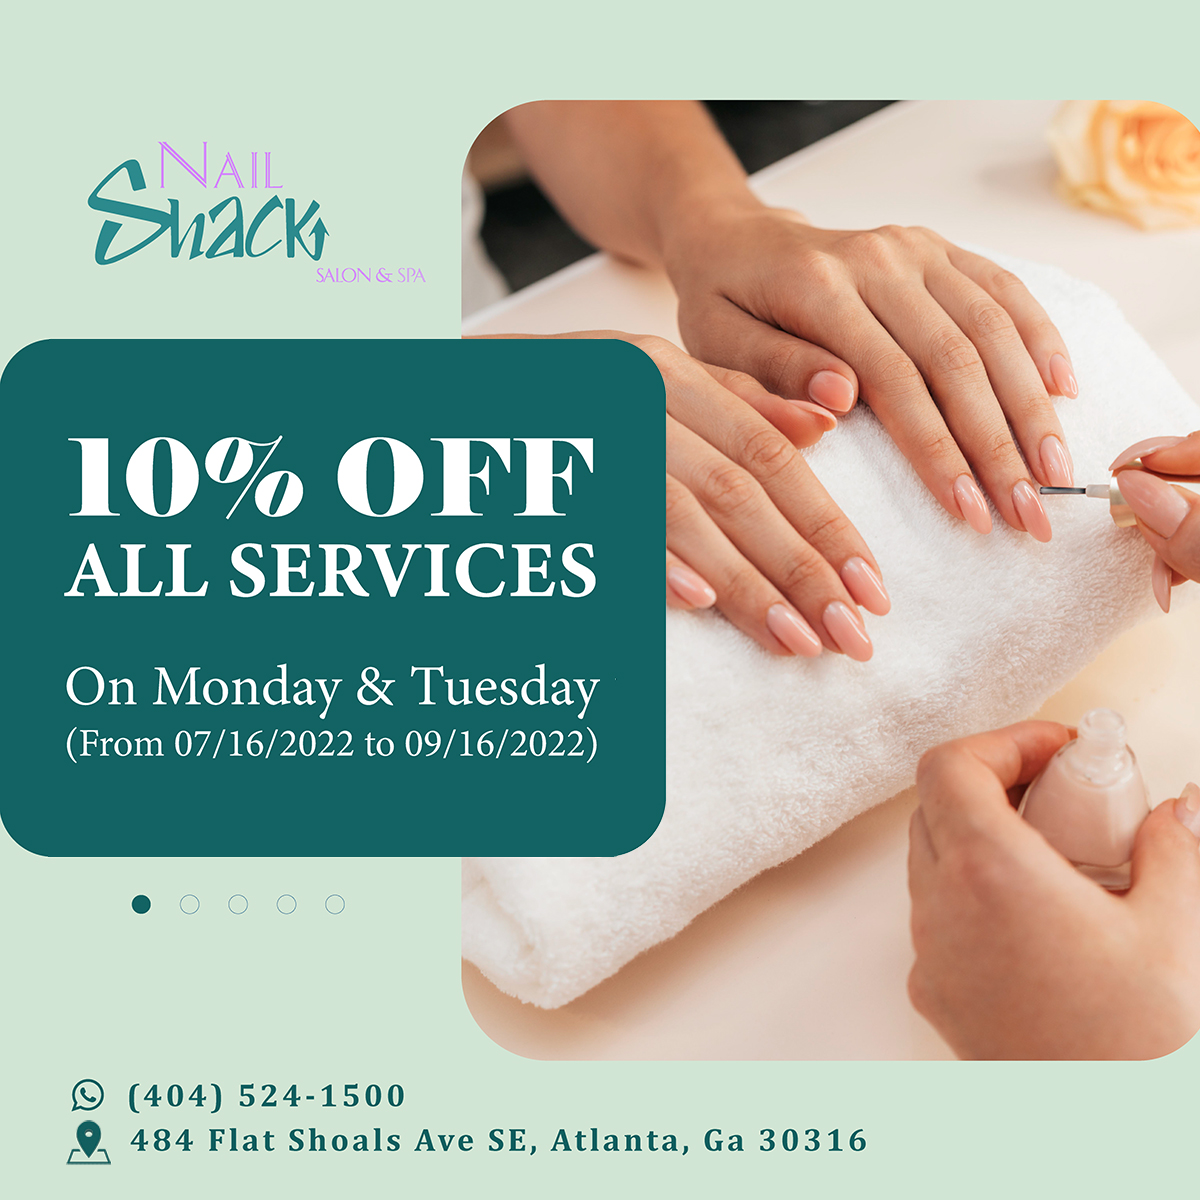 NAIL
Shack
SALON & SPA
10% OFF
ALL SERVICES
On Monday & Tuesday
(From 07/16/2022 to 09/16/2022)
(404) 524-1500
484 Flat Shoals Ave SE, Atlanta, Ga 30316